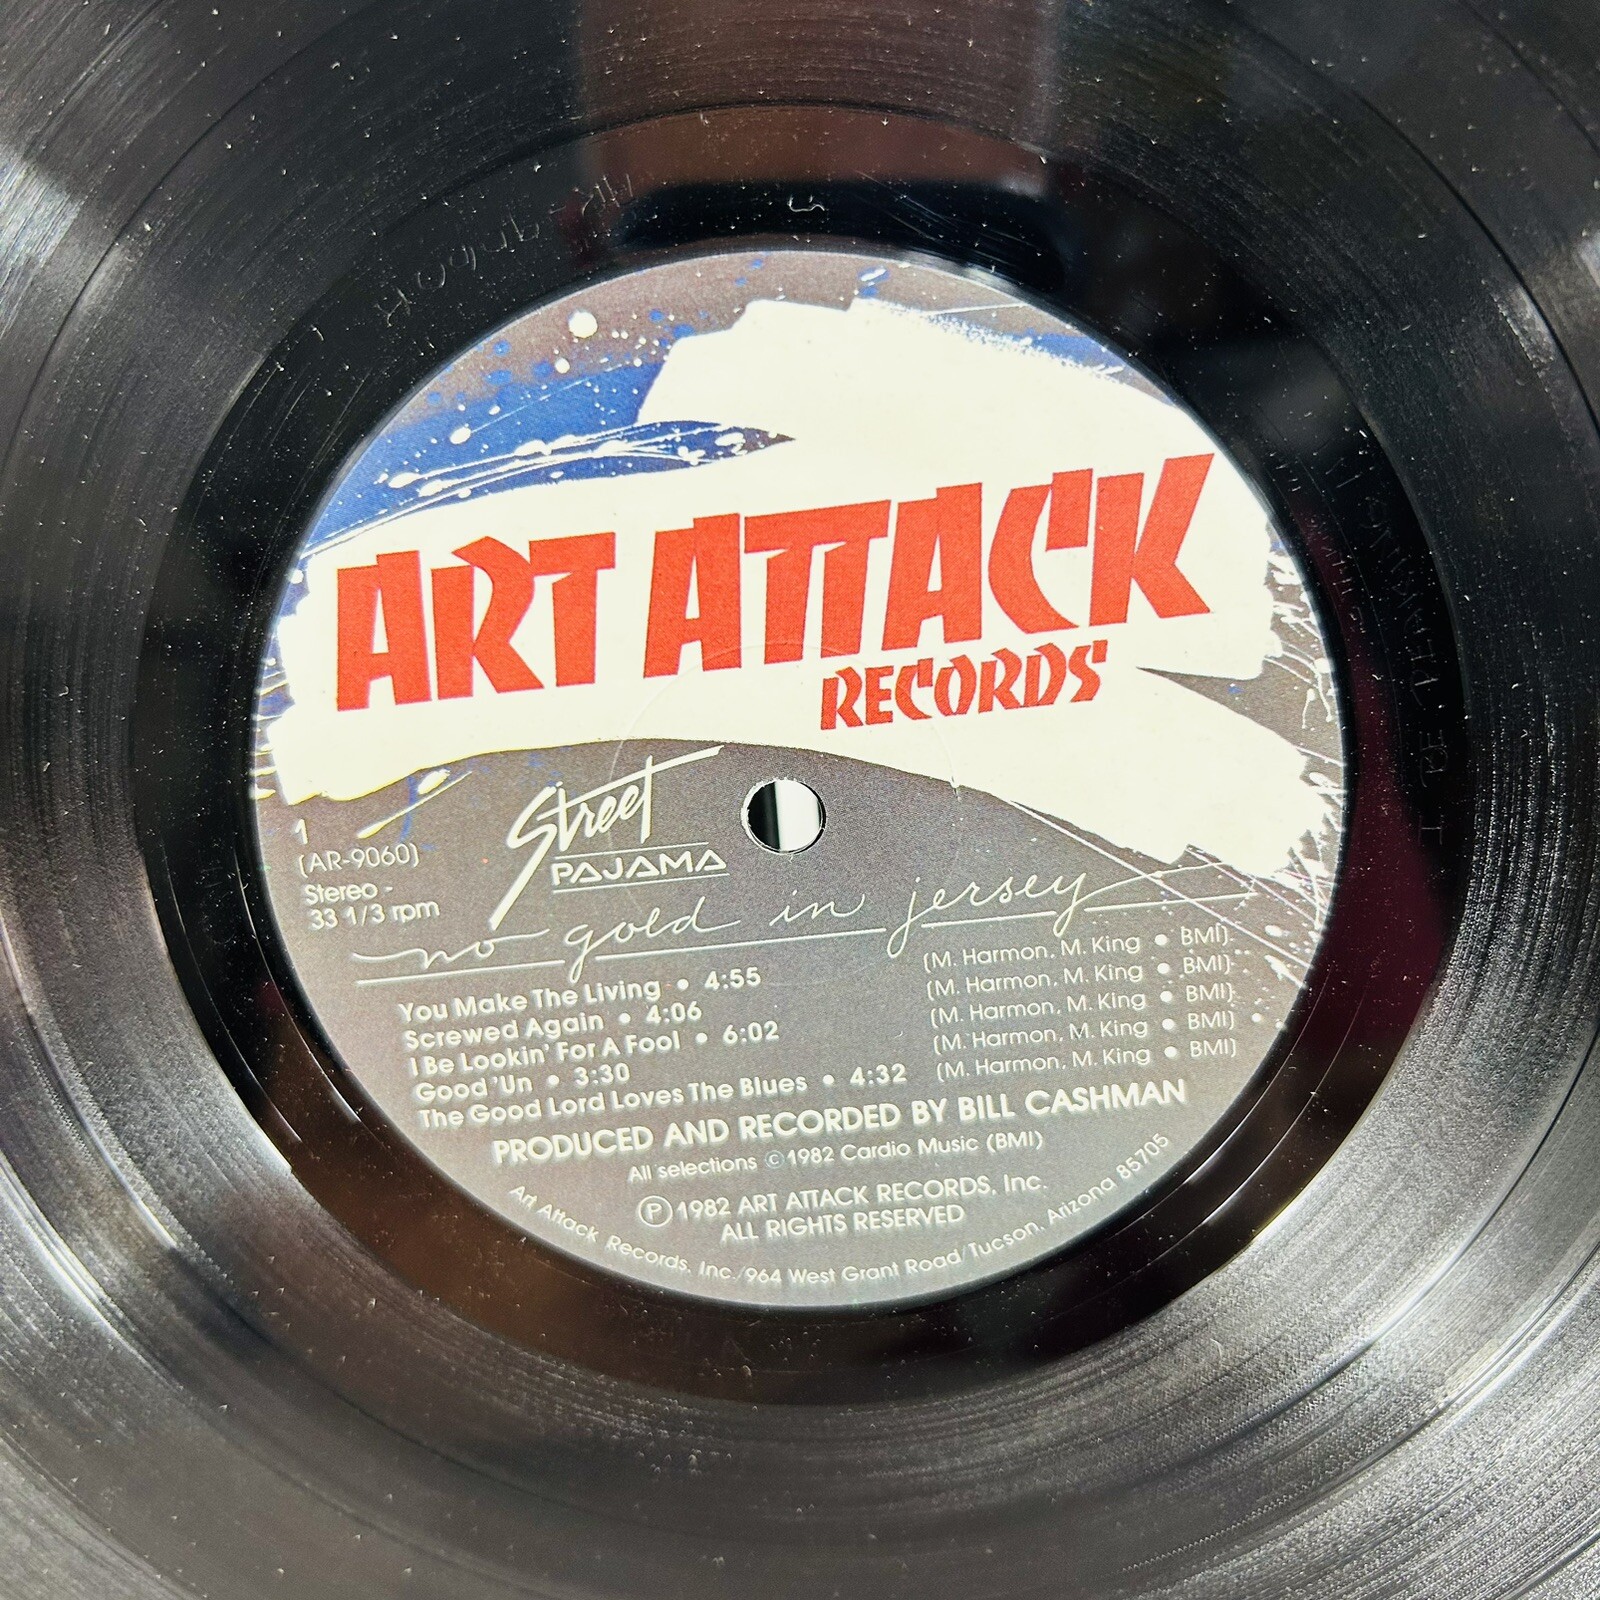 ART ATTACK
RECORDS
Street
PAJAMA
no gold in jersey
1
(AR-9060)
Stereo -
33 1/3 rpm
You Make The Living • 4:55 (M. Harmon, M. King • BMI)
Screwed Again • 4:06 (M. Harmon, M. King • BMI)
I Be Lookin' For A Fool • 6:02 (M. Harmon, M. King • BMI)
Good 'Un • 3:30 (M. Harmon, M. King • BMI)
The Good Lord Loves The Blues • 4:32 (M. Harmon, M. King • BMI)
PRODUCED AND RECORDED BY BILL CASHMAN
All selections ©1982 Cardio Music (BMI)
Ⓟ1982 ART ATTACK RECORDS, Inc.
ALL RIGHTS RESERVED
Art Attack Records, Inc./964 West Grant Road/Tucson, Arizona 85705